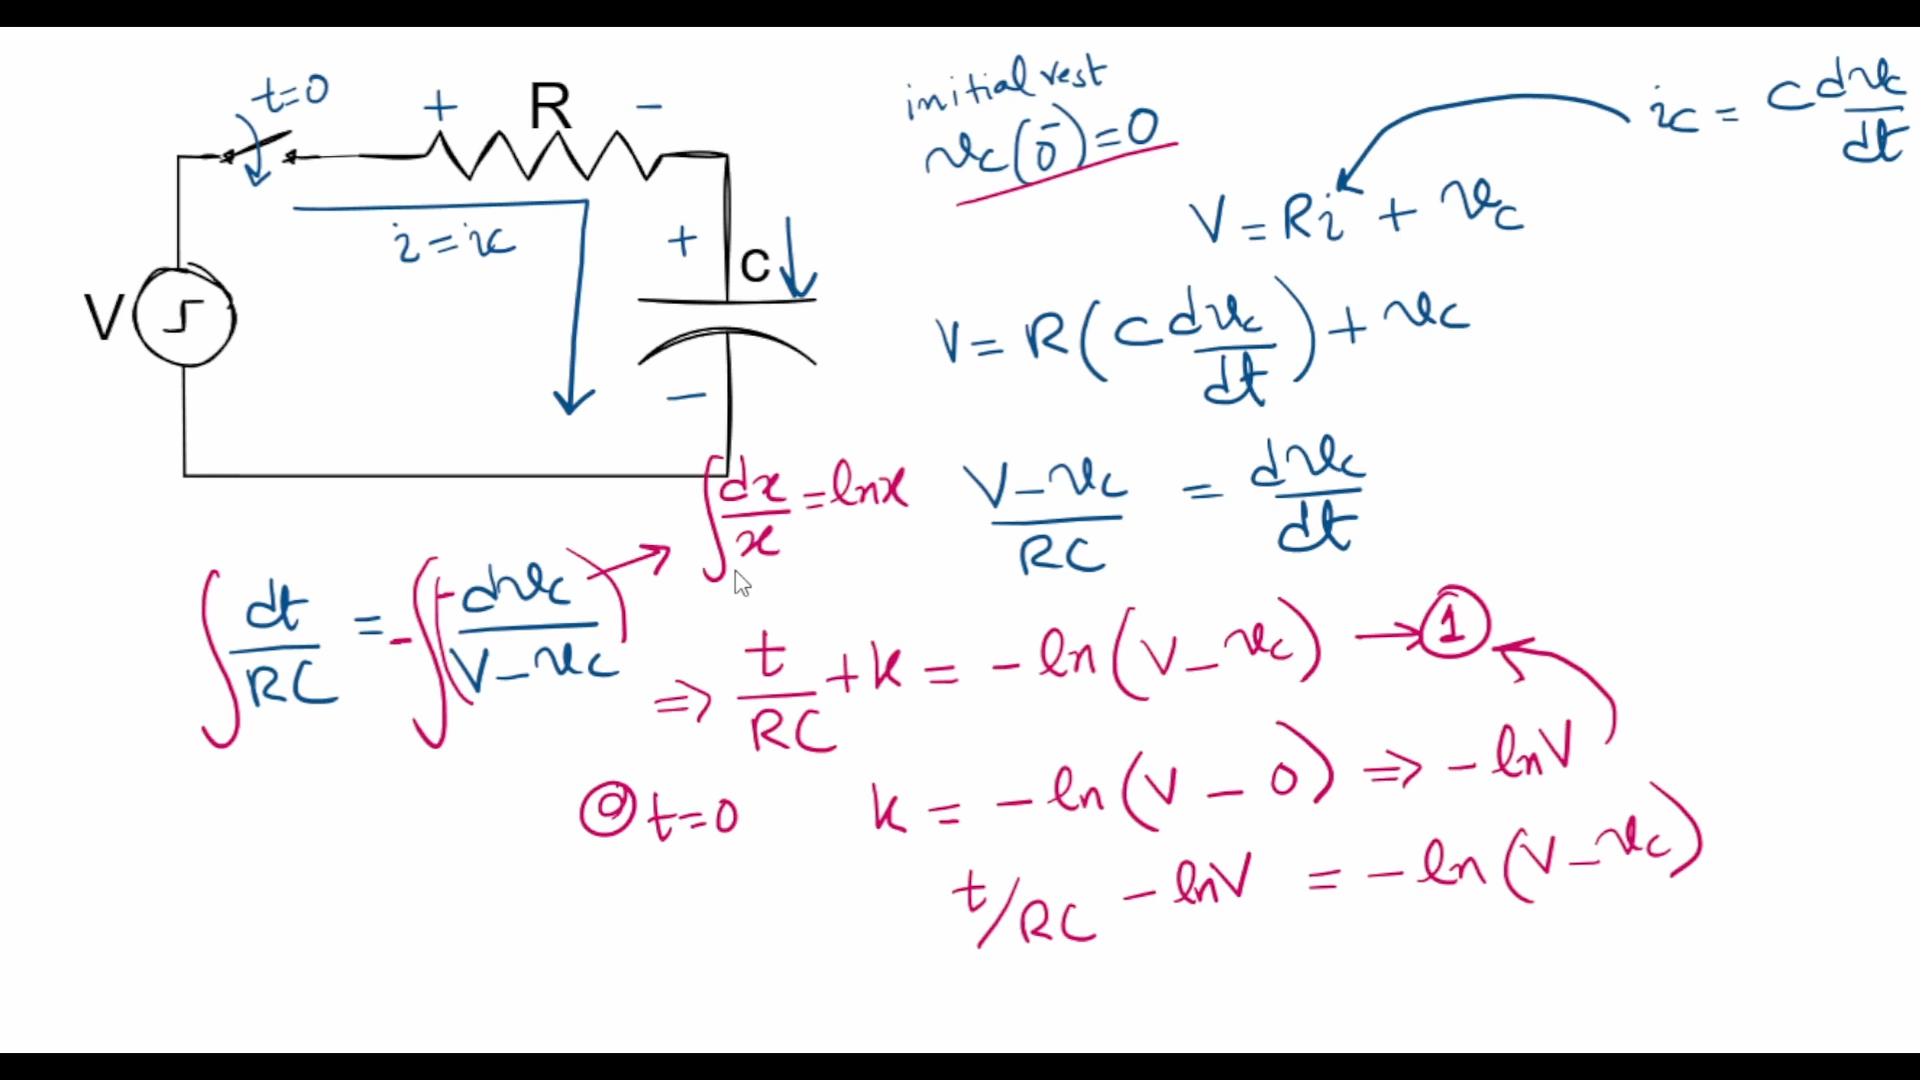 t=0
+ R -
i=ic
V
+
C
-
initial rest
vc(0⁻)=0
ic = C dvc/dt
V = Ri + vc
V = R(C dvc/dt) + vc
(V-vc)/RC = dvc/dt
∫dx/x = lnx
∫dt/RC = -∫(-dvc/(V-vc))
=> t/RC + k = -ln(V-vc) → 1
@t=0 k = -ln(V-0) => -lnV
t/RC - lnV = -ln(V-vc)